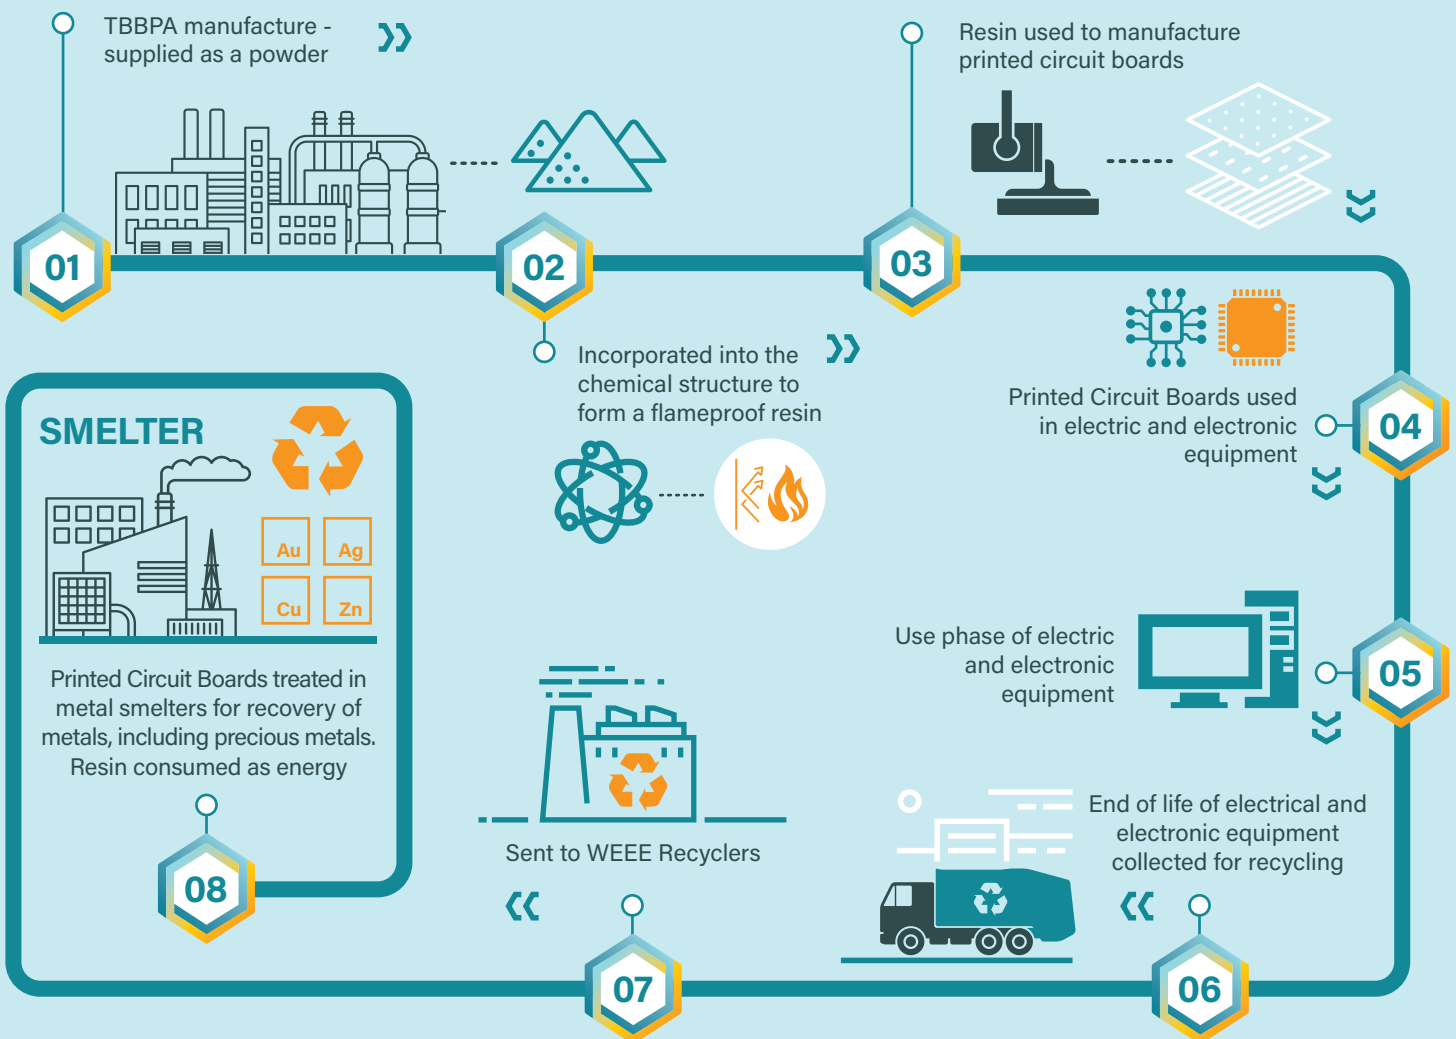 01
TBBPA manufacture -
supplied as a powder
02
Incorporated into the
chemical structure to
form a flameproof resin
03
Resin used to manufacture
printed circuit boards
04
Printed Circuit Boards used
in electric and electronic
equipment
05
Use phase of electric
and electronic
equipment
06
End of life of electrical and
electronic equipment
collected for recycling
07
Sent to WEEE Recyclers
08
SMELTER
Au
Ag
Cu
Zn
Printed Circuit Boards treated in
metal smelters for recovery of
metals, including precious metals.
Resin consumed as energy